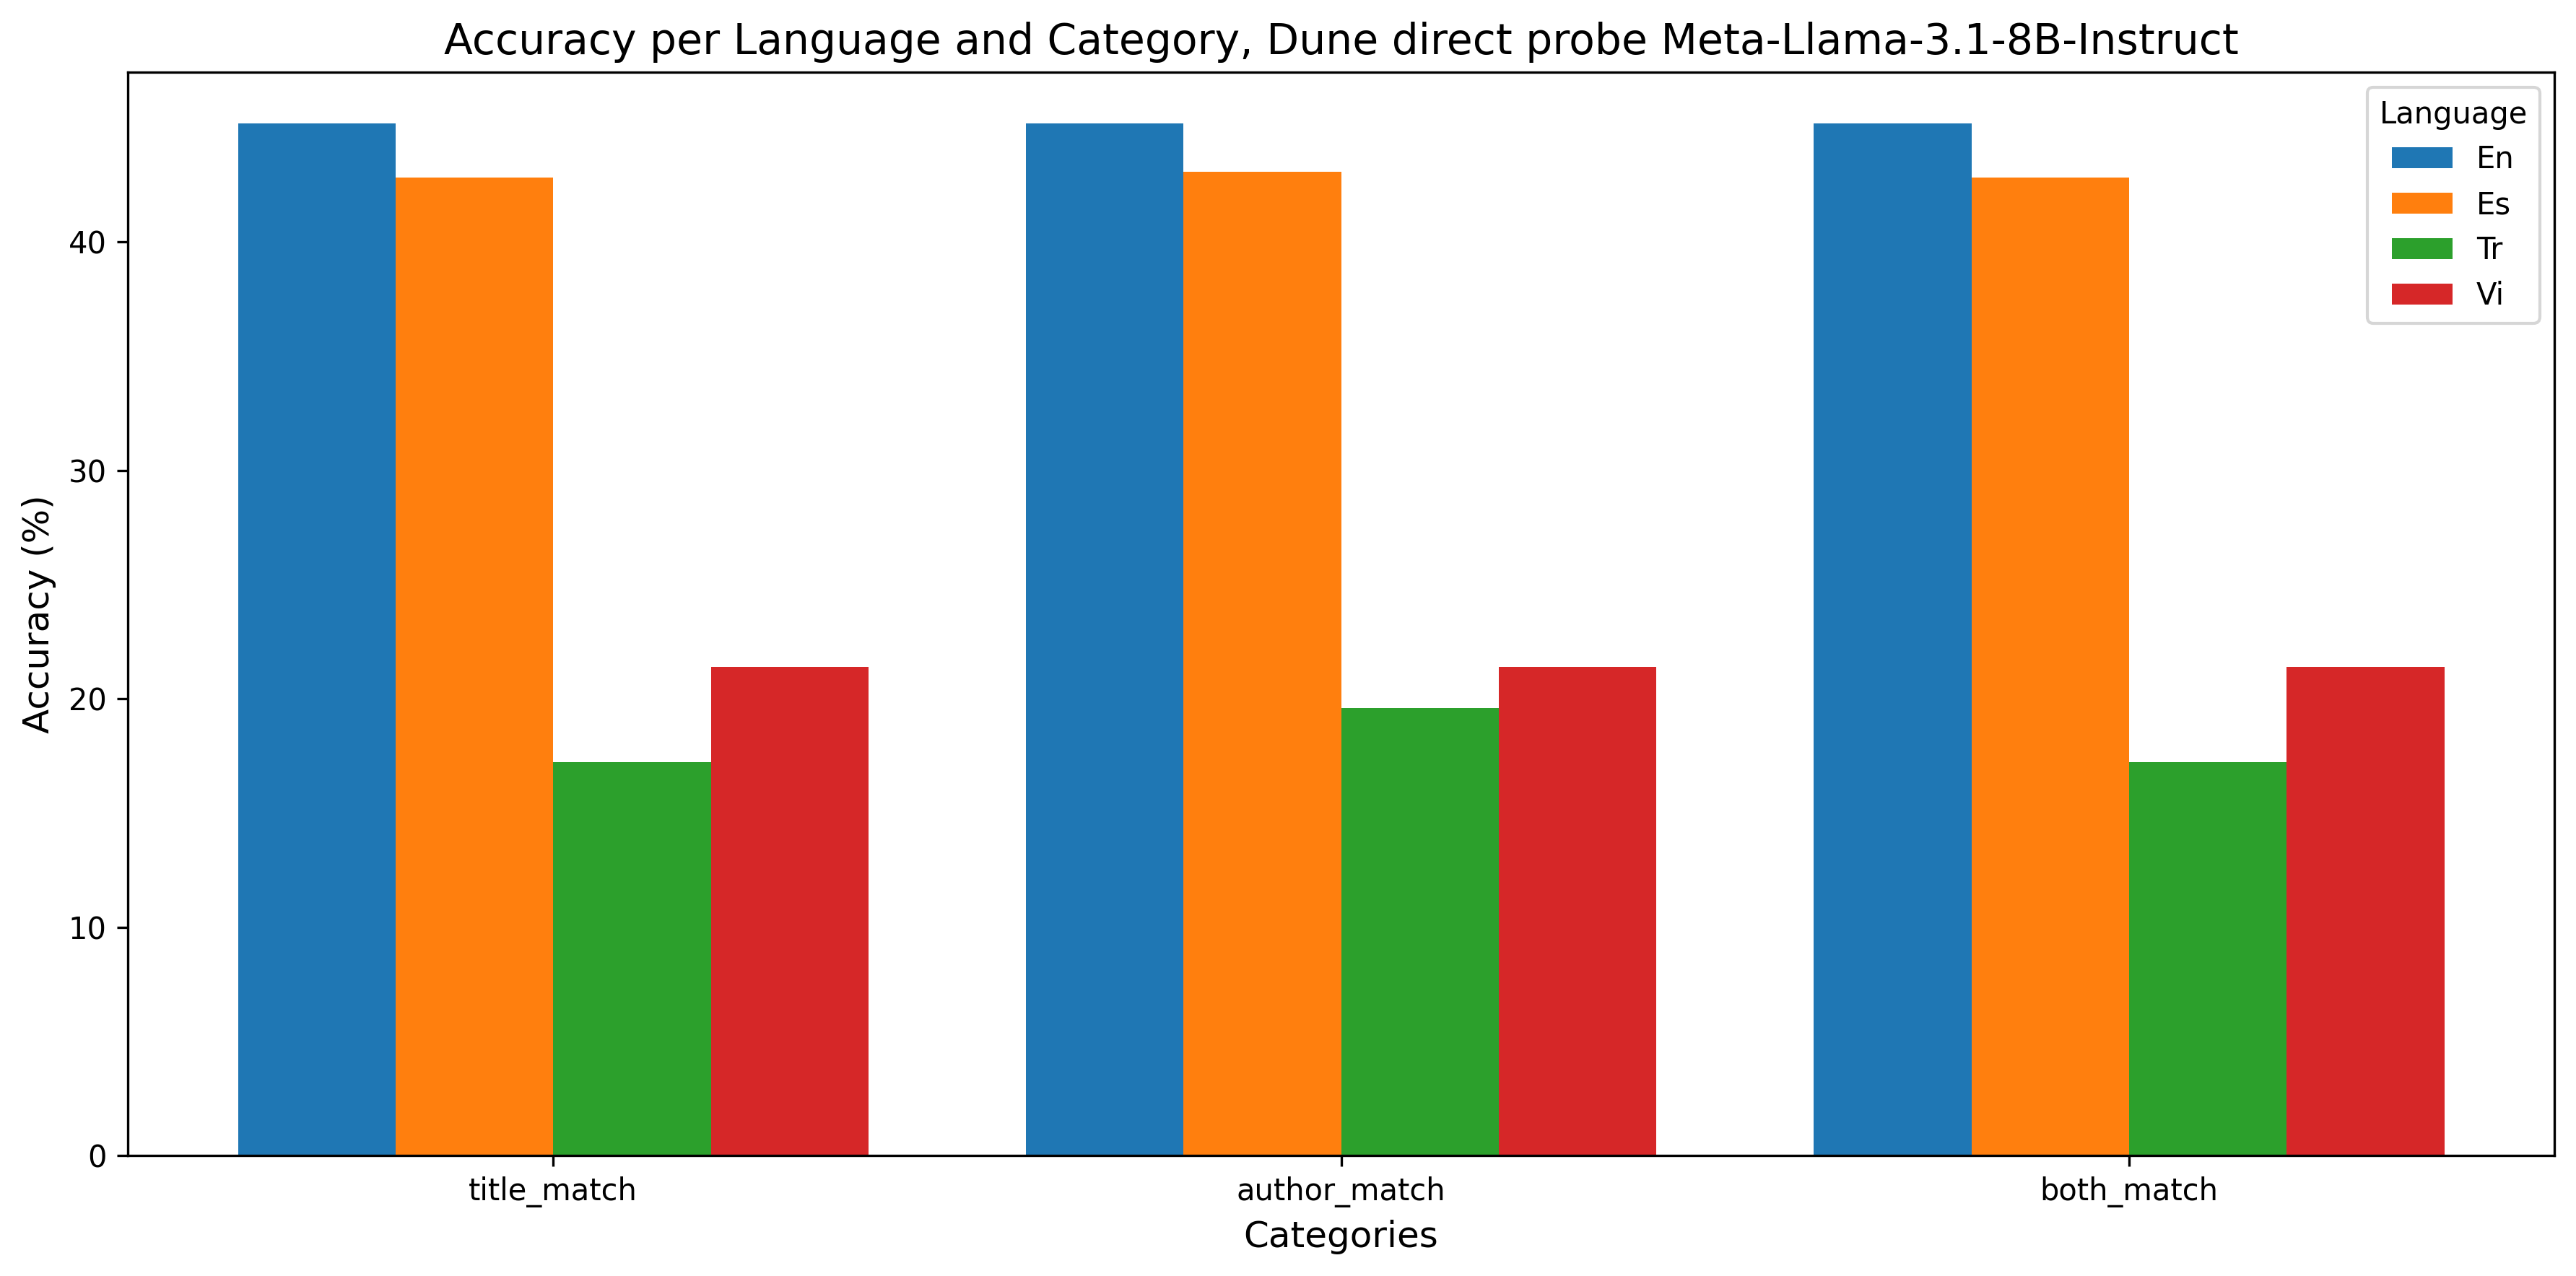 Accuracy per Language and Category, Dune direct probe Meta-Llama-3.1-8B-Instruct
Language
En
Es
Tr
Vi
Accuracy (%)
40
30
20
10
0
title_match
author_match
both_match
Categories